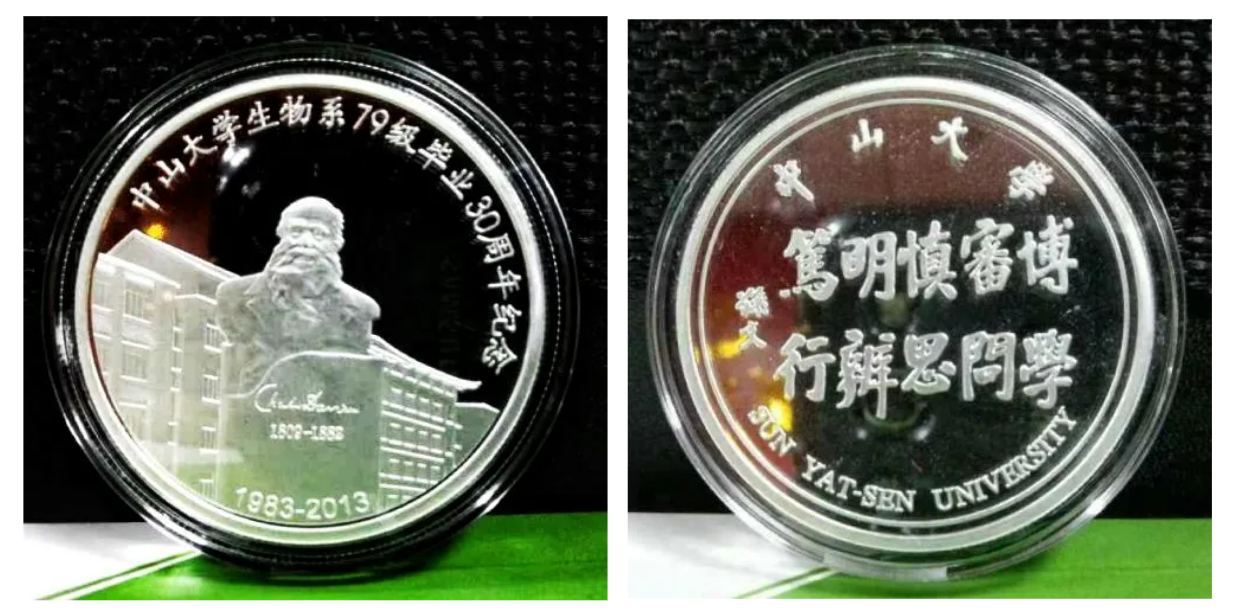 中山大学生物系79级毕业30周年纪念
Charles Darwin
1809-1882
1983-2013
中山大學
博學
審問
慎思
明辨
篤行
孫文
SUN YAT-SEN UNIVERSITY